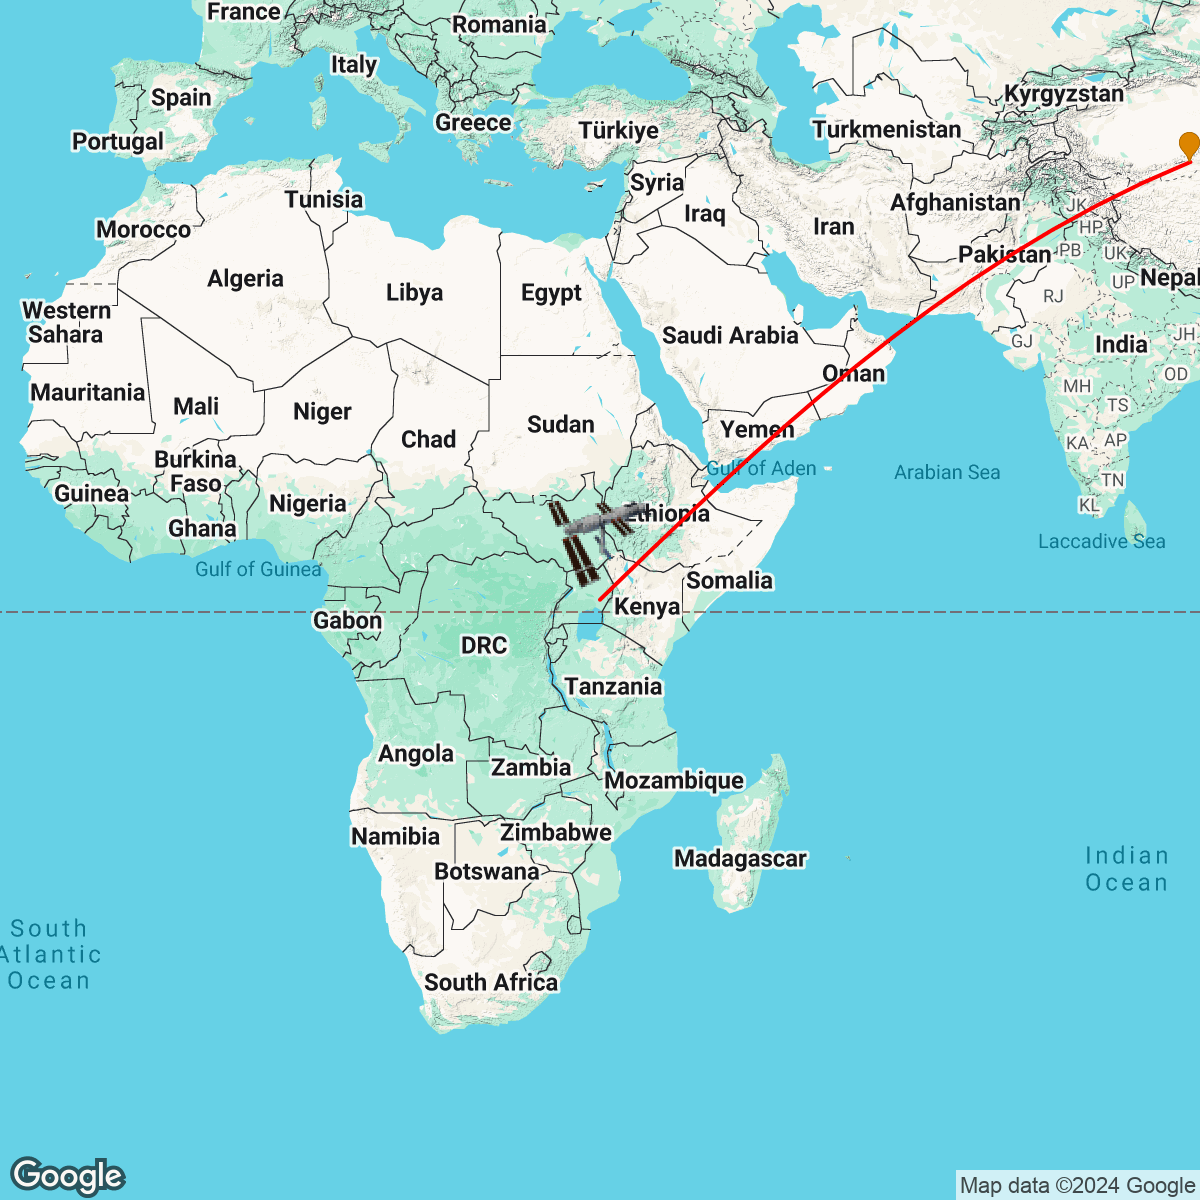 France
Romania
Italy
Spain
Kyrgyzstan
Greece
Türkiye
Turkmenistan
Portugal
Syria
Tunisia
Afghanistan
JK
Iraq
Morocco
Iran
HP
Pakistan
PB
UK
Algeria
Nepal
UP
Libya
Egypt
RJ
Western
Sahara
Saudi Arabia
JH
GJ
India
Oman
OD
Mauritania
MH
Mali
Niger
TS
Sudan
Yemen
Chad
KA
AP
Burkina
Faso
Gulf of Aden
Arabian Sea
TN
Guinea
Nigeria
KL
Ethiopia
Ghana
Laccadive Sea
Gulf of Guinea
Somalia
Kenya
Gabon
DRC
Tanzania
Angola
Zambia
Mozambique
Namibia
Zimbabwe
Madagascar
Indian
Ocean
Botswana
South
Atlantic
Ocean
South Africa
Google
Map data ©2024 Google